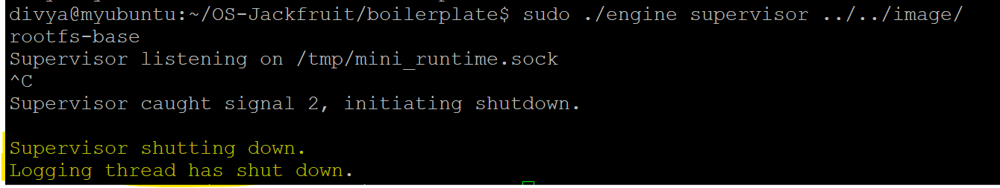 divya@myubuntu:~/OS-Jackfruit/boilerplate$ sudo ./engine supervisor ../../image/
rootfs-base
Supervisor listening on /tmp/mini_runtime.sock
^C
Supervisor caught signal 2, initiating shutdown.
Supervisor shutting down.
Logging thread has shut down.